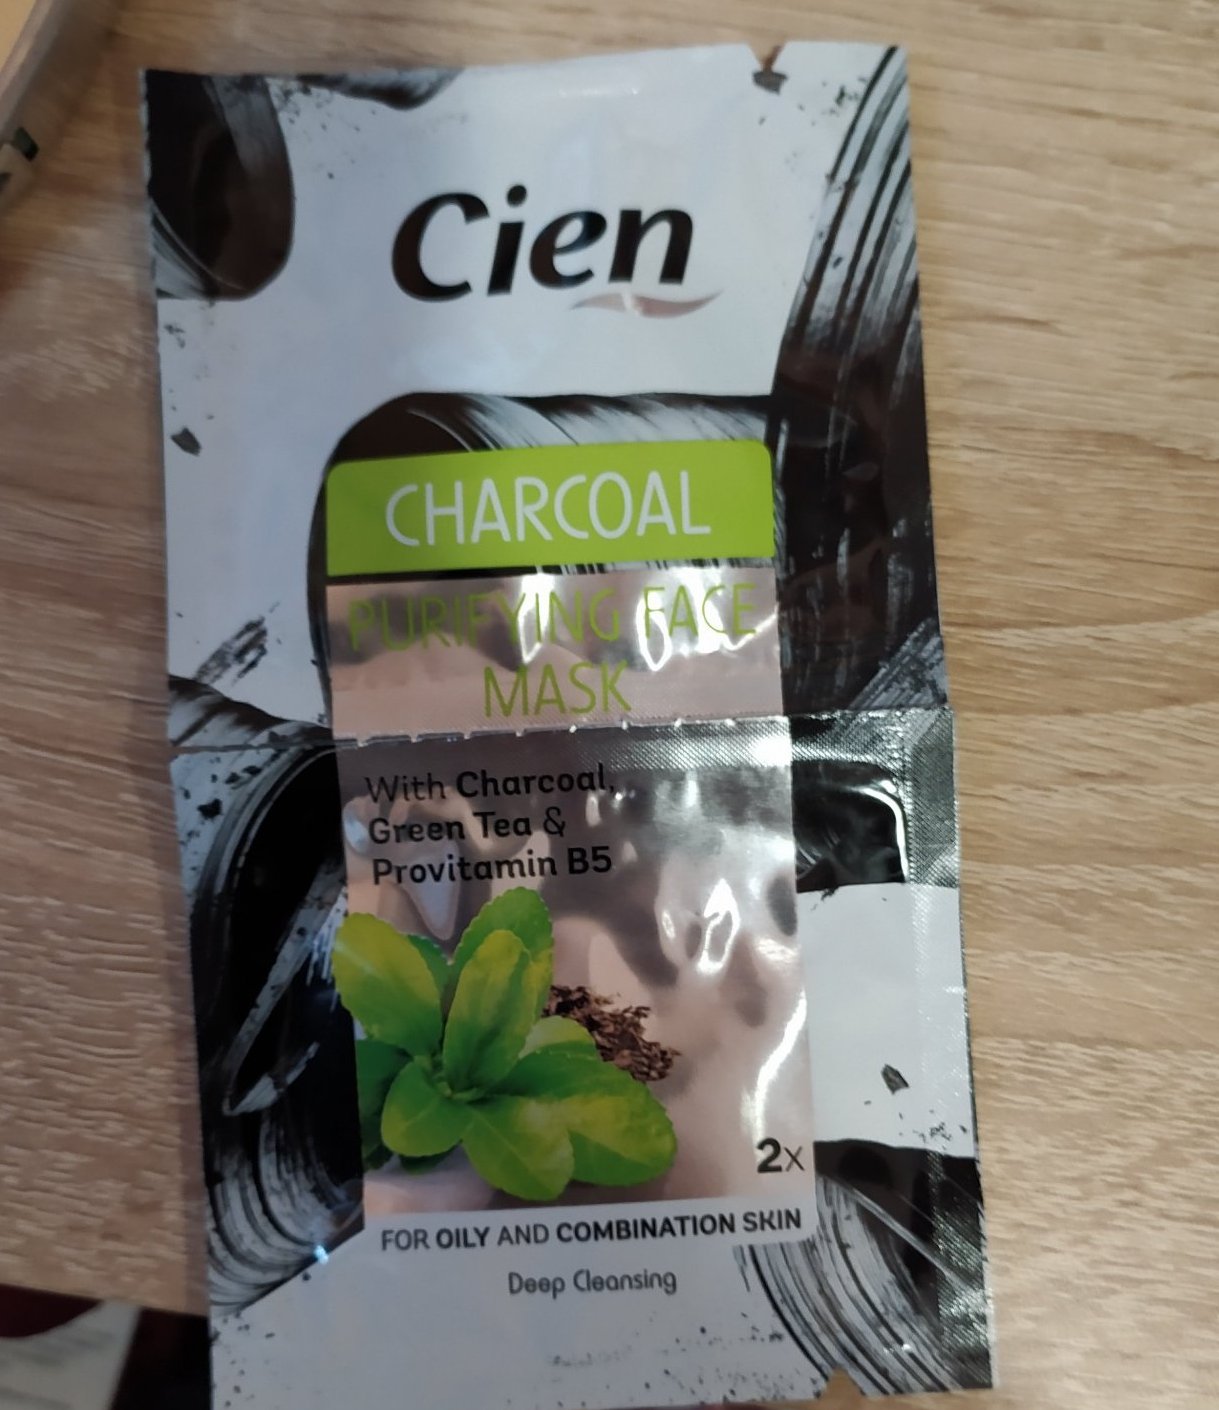 Cien
CHARCOAL
PURIFYING FACE
MASK
With Charcoal,
Green Tea &
Provitamin B5
2x
FOR OILY AND COMBINATION SKIN
Deep Cleansing